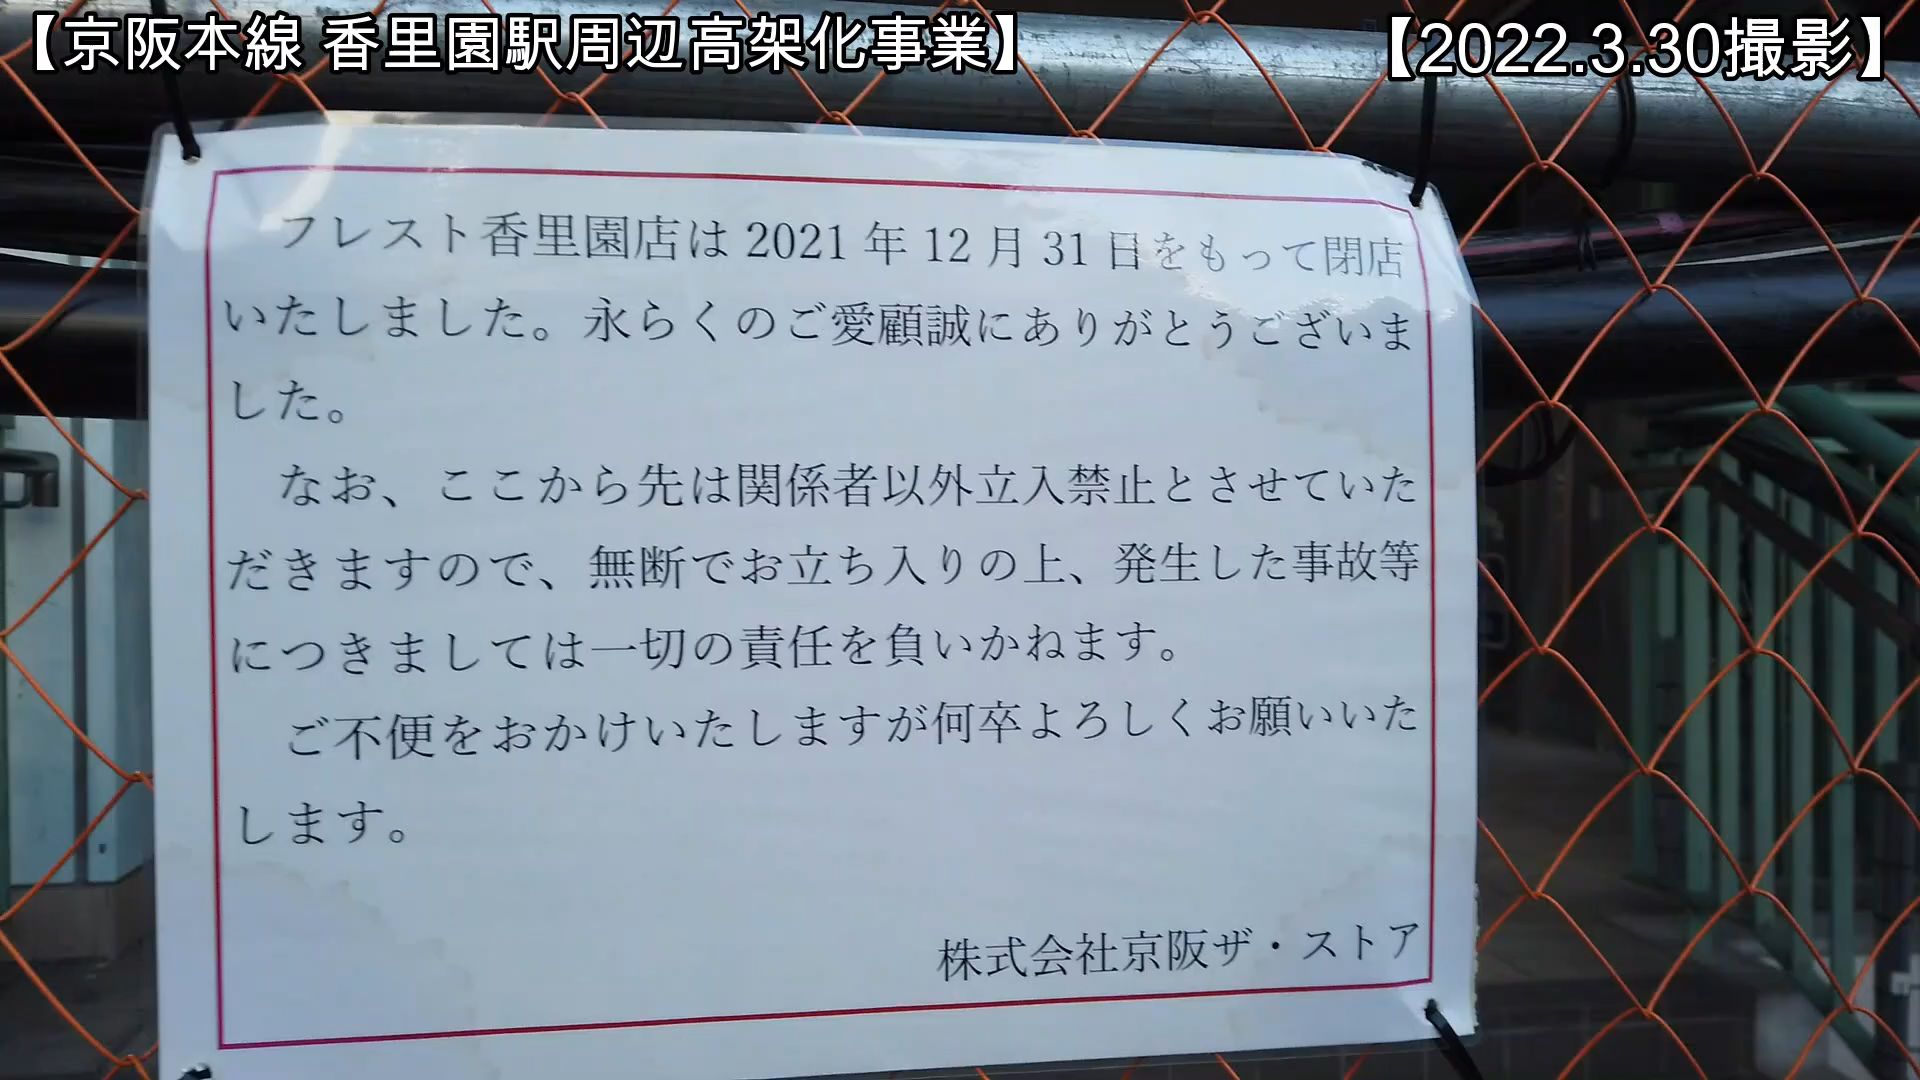 【京阪本線 香里園駅周辺高架化事業】
【2022.3.30撮影】
フレスト香里園店は 2021 年 12 月 31 日をもって閉店
いたしました。永らくのご愛顧誠にありがとうございま
した。
なお、ここから先は関係者以外立入禁止とさせていた
だきますので、無断でお立ち入りの上、発生した事故等
につきましては一切の責任を負いかねます。
ご不便をおかけいたしますが何卒よろしくお願いいた
します。
株式会社京阪ザ・ストア